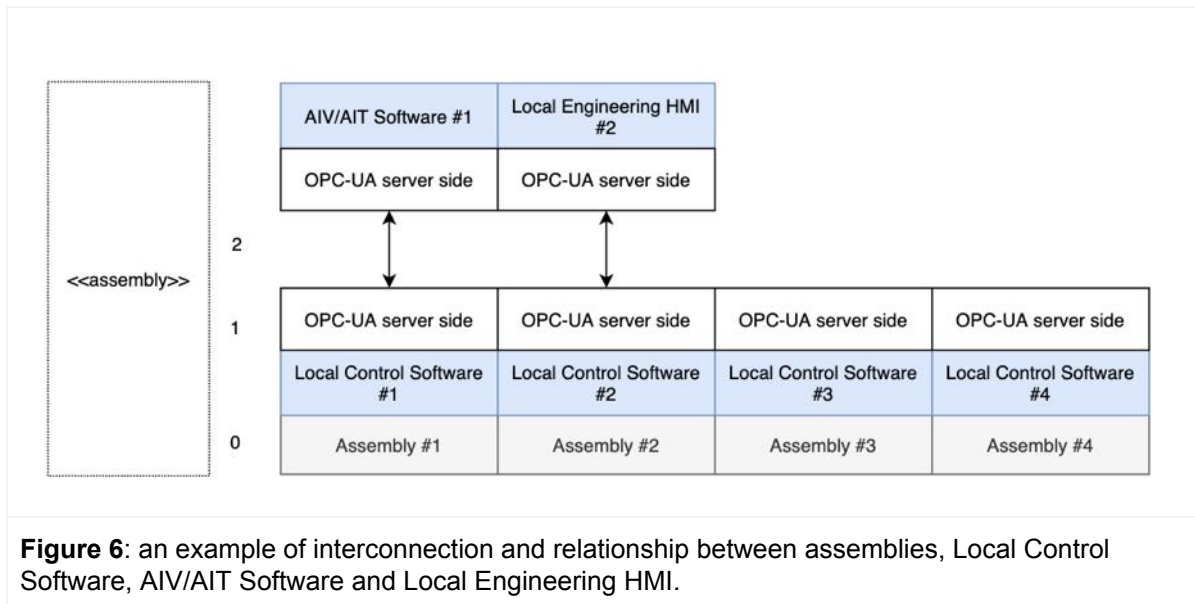 AIV/AIT Software #1
Local Engineering HMI
#2
OPC-UA server side
OPC-UA server side
2
<<assembly>>
1
OPC-UA server side
OPC-UA server side
OPC-UA server side
OPC-UA server side
Local Control Software
#1
Local Control Software
#2
Local Control Software
#3
Local Control Software
#4
0
Assembly #1
Assembly #2
Assembly #3
Assembly #4
Figure 6: an example of interconnection and relationship between assemblies, Local Control
Software, AIV/AIT Software and Local Engineering HMI.